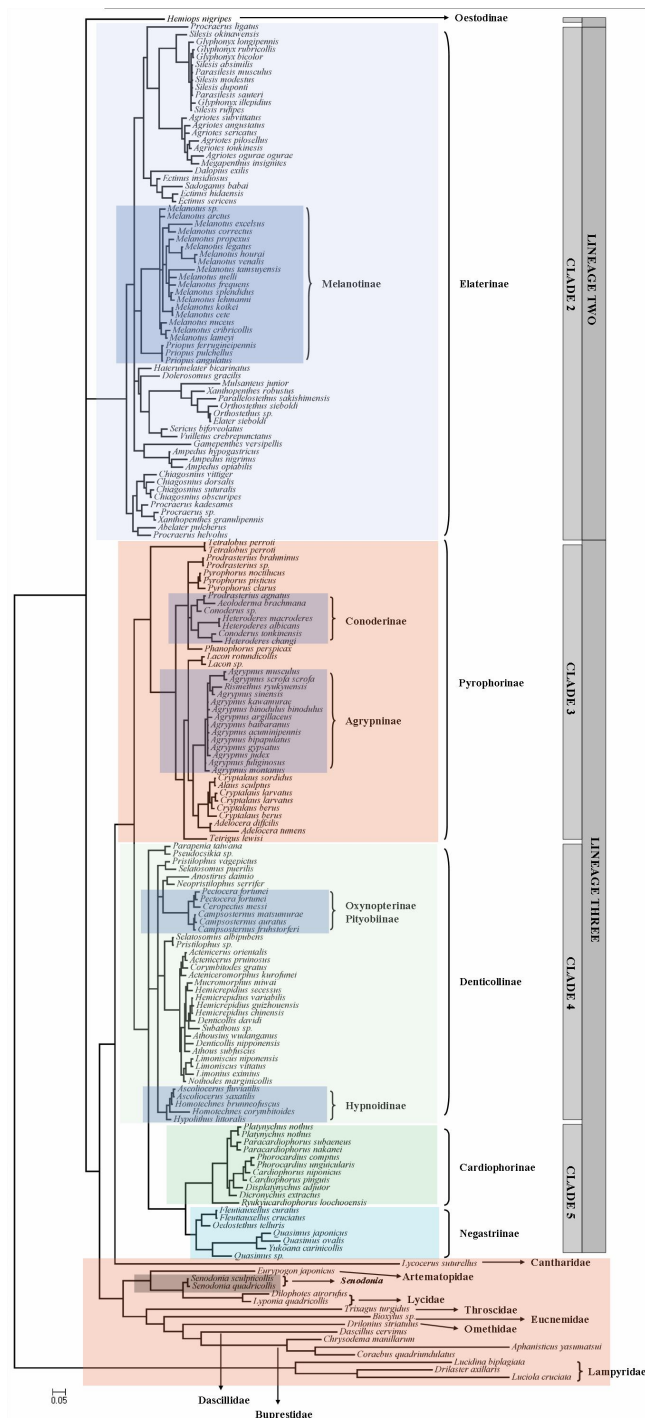 Hemiops nigripes
Oestodinae
Procraerus ligatus
Silesis okinawensis
Glyphonyx longipennis
Glyphonyx rubricollis
Glyphonyx bicolor
Silesis absimilis
Parasilesis musculus
Silesis modestus
Silesis duponti
Parasilesis sauteri
Glyphonyx illepidius
Silesis rufipes
Agriotes subvittatus
Agriotes angustatus
Agriotes sericatus
Agriotes pilosellus
Agriotes toukinesis
Agriotes ogurae ogurae
Megapenthus insignites
Daloptus exilis
Ectinus insidiosus
Sadoganus babai
Ectinus hidaensis
Ectinus sericeus
Melanotus sp.
Melanotus arctus
Melanotus excelsus
Melanotus correctus
Melanotus propexus
Melanotus legatus
Melanotus hourai
Melanotus venalis
Melanotus tamsuyensis
Melanotus melli
Melanotus frequens
Melanotus splendidus
Melanotus lehmanni
Melanotus koikei
Melanotus cete
Melanotus nuceus
Melanotus cribricollis
Melanotus lameyi
Priopus ferrugincipennis
Priopus pulchellus
Priopus angulatus
Melanotinae
Elaterinae
CLADE 2
LINEAGE TWO
Haterumelater bicarinatus
Dolerosomus gracilis
Mulsanteus junior
Xanthopenthes robustus
Parallelostethus sakishimensis
Orthostethus sieboldi
Orthostethus sp.
Elater sieboldi
Sericus bifoveolatus
Vuilletus crebrepunctatus
Gamepenthes versipellis
Ampedus hypogastricus
Ampedus nigrinus
Ampedus optabilis
Chiagosnius vittiger
Chiagosnius dorsalis
Chiagosnius suturalis
Chiagosnius obscuripes
Procraerus kadesanus
Procraerus sp.
Xanthopenthes granulipennis
Abelater pulcherus
Procraerus helvolus
Tetralobus perroti
Tetralobus perroti
Prodrasterius brahminus
Prodrasterius sp.
Pyrophorus noctilucus
Pyrophorus pisticus
Pyrophorus clarus
Prodrasterius agnatus
Aeoloderma brachmana
Conoderus sp.
Heteroderes macroderes
Heteroderes albicans
Conoderus tonkinensis
Heteroderes changi
Conoderinae
Phanophorus perspicax
Lacon rotundicollis
Lacon sp.
Agrypnus musculus
Agrypnus scrofa scrofa
Rismethus ryukyuensis
Agrypnus sinensis
Agrypnus kawamurae
Agrypnus binodulus binodulus
Agrypnus argillaceus
Agrypnus baibaranus
Agrypnus acuminipennis
Agrypnus bipapulatus
Agrypnus gypsatus
Agrypnus judex
Agrypnus fuliginosus
Agrypnus montanus
Agrypninae
Pyrophorinae
CLADE 3
Cryptalaus sordidus
Alaus sculptus
Cryptalaus larvatus
Cryptalaus larvatus
Cryptalaus berus
Cryptalaus berus
Adelocera difficilis
Adelocera tumens
Tetrigus lewisi
Parapenia taiwana
Pseudocsikia sp.
Pristilophus vagepictus
Selatosomus puerilis
Anostirus daimio
Neopristilophus serrifer
Pectocera fortunei
Pectocera fortunei
Ceropectus messi
Campsosternus matsumurae
Campsosternus auratus
Campsosternus fruhstorferi
Oxynopterinae
Pityobiinae
LINEAGE THREE
Selatosomus albipubens
Pristilophus sp.
Actenicerus orientalis
Actenicerus pruinosus
Corymbitodes gratus
Acteniceromorphus kurofunei
Mucromorphus miwai
Hemicrepidius secessus
Hemicrepidius variabilis
Hemicrepidius guizhouensis
Hemicrepidius chinensis
Denticollis davidi
Subathous sp.
Athousius wudanganus
Denticollis nipponensis
Athous subfuscus
Limoniscus niponensis
Limoniscus vittatus
Limonius eximius
Nothodes marginicollis
Denticollinae
CLADE 4
Ascoliocerus fluviatilis
Ascoliocerus saxatilis
Homotechnes brunneofuscus
Homotechnes corymbitoides
Hypolithus littoralis
Hypnoidinae
Platynychus nothus
Platynychus nothus
Paracardiophorus subaeneus
Paracardiophorus nakanei
Phorocardius comptus
Phorocardius unguicularis
Cardiophorus niponicus
Cardiophorus pinguis
Displatynychus adjutor
Dicronychus extractus
Ryukyucardiophorus loochooensis
Cardiophorinae
CLADE 5
Fleutiauxellus curatus
Fleutiauxellus cruciatus
Oedostethus telluris
Quasimus japonicus
Quasimus ovalis
Yukoana carinicollis
Quasimus sp.
Negastriinae
Lycocerus suturellus
Cantharidae
Eurypogon japonicus
Artematopidae
Senodonia sculpticollis
Senodonia quadricollis
Senodonia
Dilophotes atrorufus
Lyponia quadricollis
Lycidae
Trixagus turgidus
Throscidae
Bioxylus sp.
Eucnemidae
Drilonius striatulus
Omethidae
Dascillus cervinus
Chrysodema manillarum
Aphanisticus yasumatsui
Coraebus quadriundulatus
Lucidina biplagiata
Drilaster axillaris
Luciola cruciata
Lampyridae
0.05
Dascillidae
Buprestidae